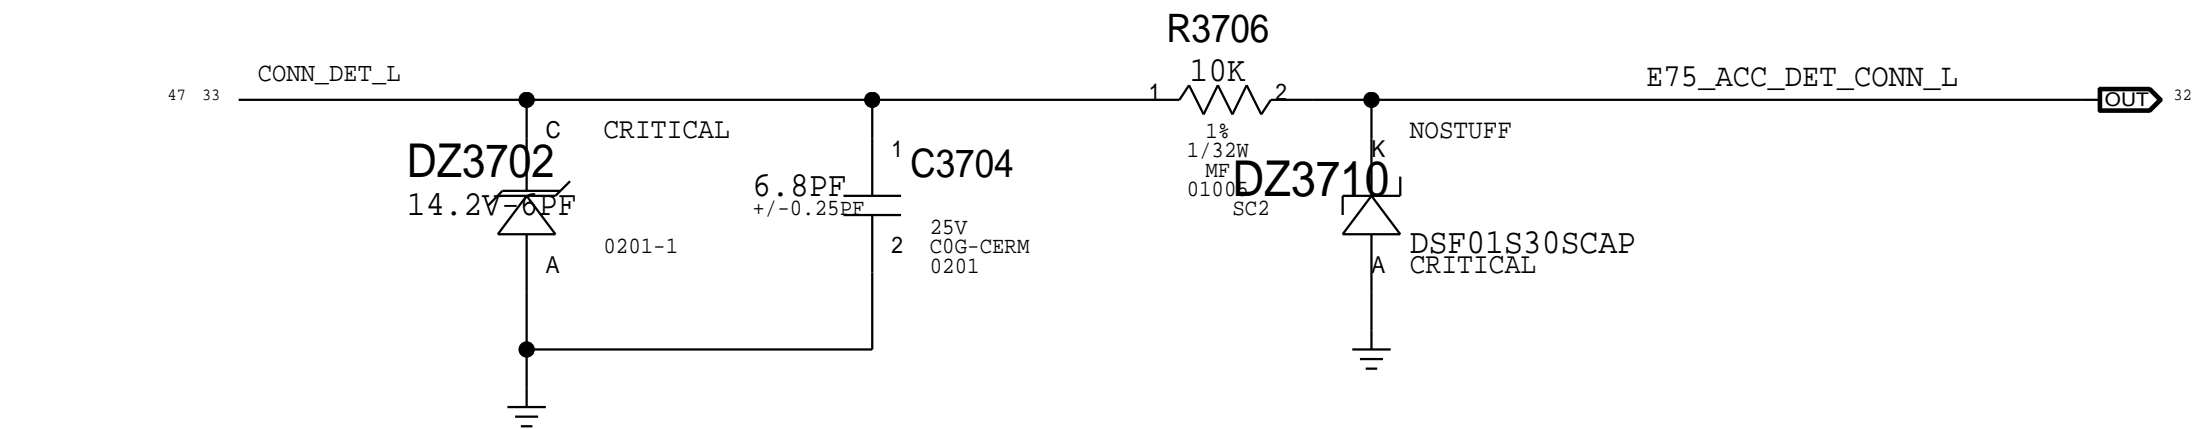 R3706
10K
CONN_DET_L
E75_ACC_DET_CONN_L
47 33
1
2
OUT
32
C
CRITICAL
1%
NOSTUFF
DZ3702
1
C3704
1/32W
K
MF
DZ3710
14.2V-6PF
6.8PF
+/-0.25PF
01005
SC2
25V
2
C0G-CERM
0201
0201-1
DSF01S30SCAP
A
A
CRITICAL